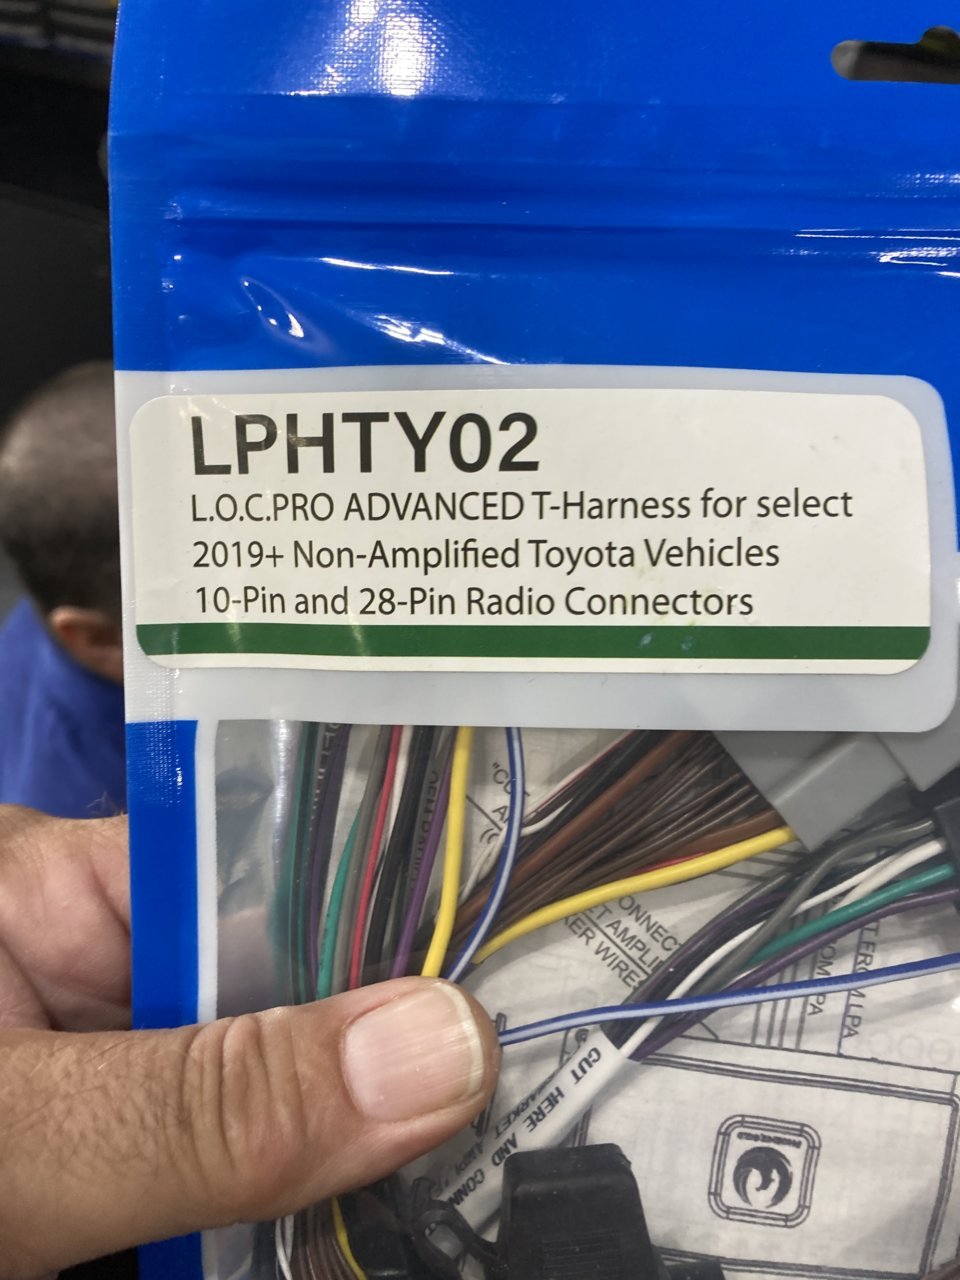 LPHTY02
L.O.C.PRO ADVANCED T-Harness for select
2019+ Non-Amplified Toyota Vehicles
10-Pin and 28-Pin Radio Connectors
CUT HERE AND